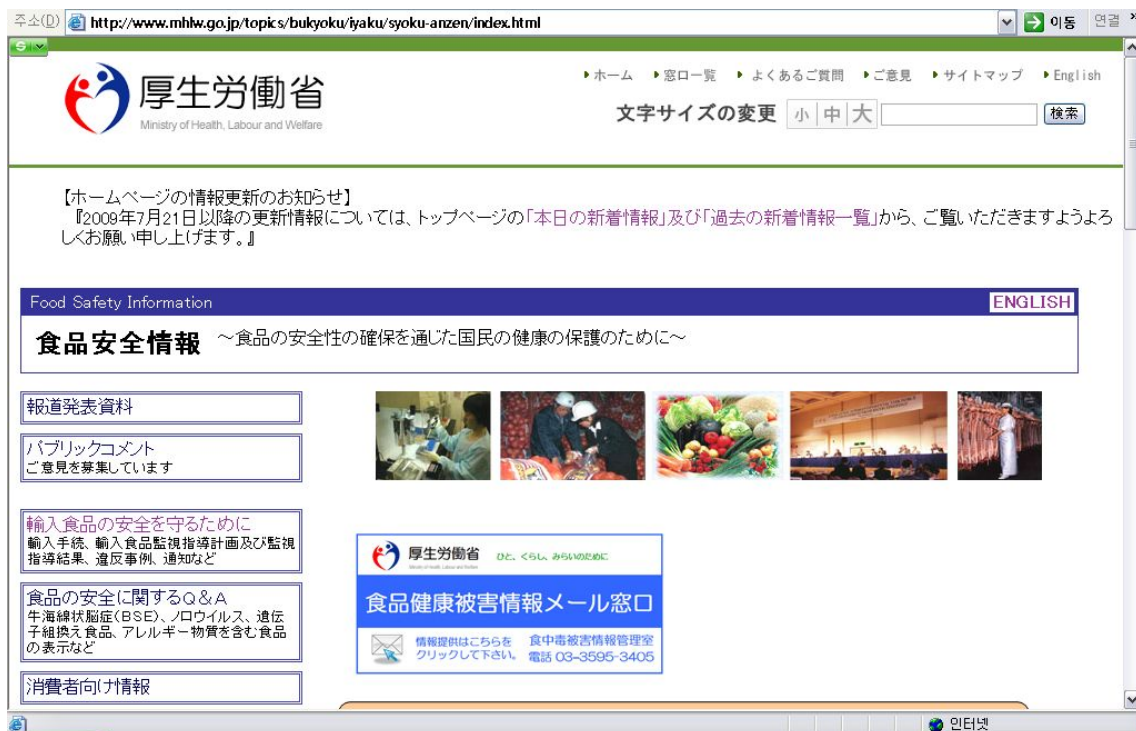 주소(D) http://www.mhlw.go.jp/topics/bukyoku/iyaku/syoku-anzen/index.html 이동 연결 »
厚生労働省
Ministry of Health, Labour and Welfare
ホーム 窓口一覧 よくあるご質問 ご意見 サイトマップ English
文字サイズの変更 小 中 大 検索
【ホームページの情報更新のお知らせ】
『2009年7月21日以降の更新情報については、トップページの「本日の新着情報」及び「過去の新着情報一覧」から、ご覧いただきますようよろ
しくお願い申し上げます。』
Food Safety Information ENGLISH
食品安全情報 ～食品の安全性の確保を通じた国民の健康の保護のために～
報道発表資料
パブリックコメント
ご意見を募集しています
輸入食品の安全を守るために
輸入手続、輸入食品監視指導計画及び監視
指導結果、違反事例、通知など
食品の安全に関するQ＆A
牛海綿状脳症(BSE)、ノロウイルス、遺伝
子組換え食品、アレルギー物質を含む食品
の表示など
消費者向け情報
厚生労働省 ひと、くらし、みらいのために
Ministry of Health, Labour and Welfare
食品健康被害情報メール窓口
情報提供はこちらを
クリックして下さい。
食中毒被害情報管理室
電話 03-3595-3405
인터넷